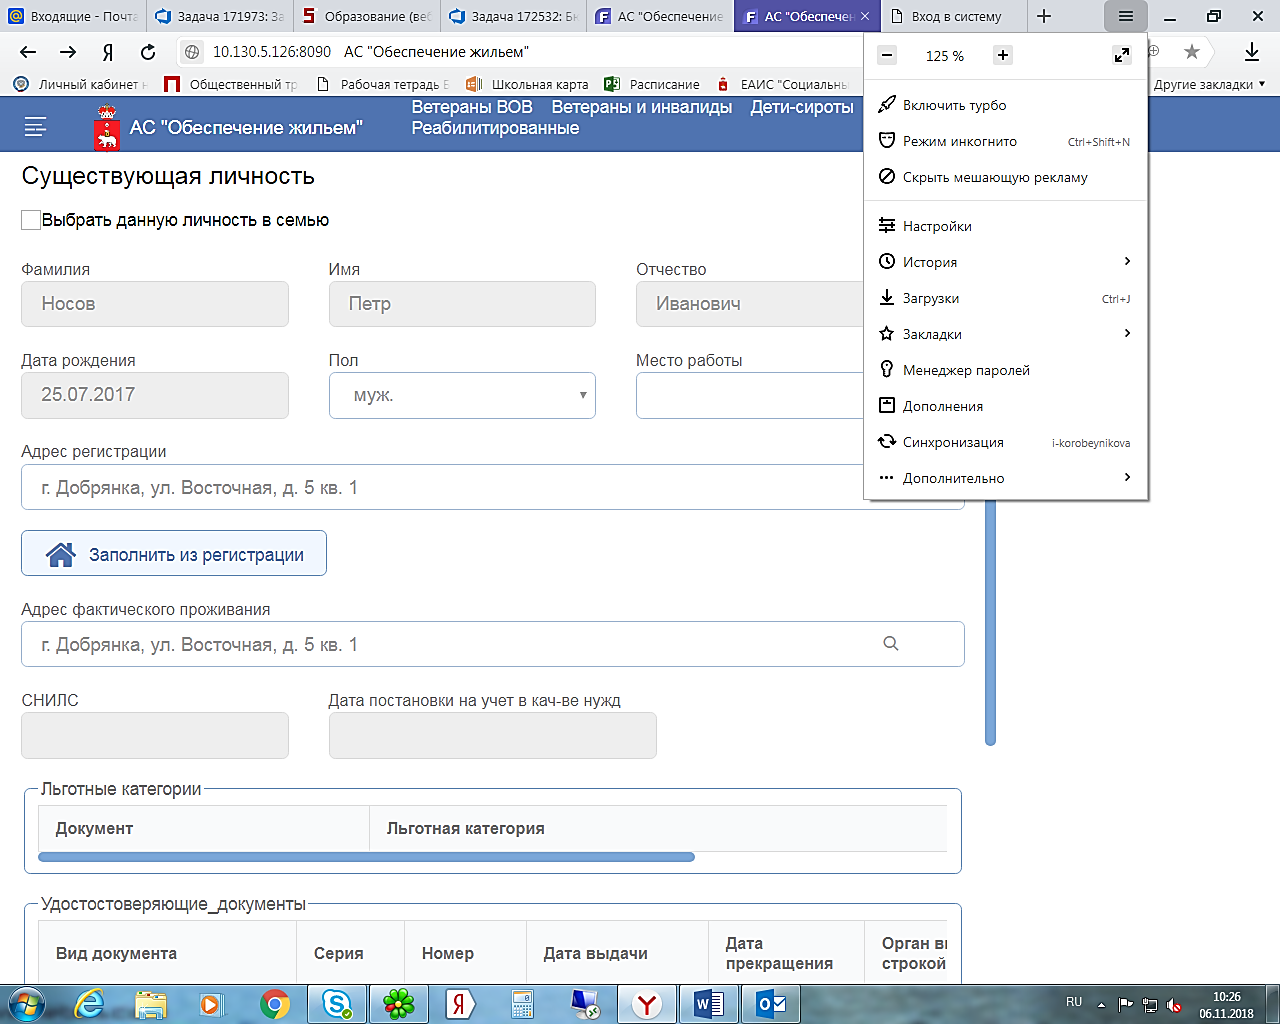 Входящие - Почта
Задача 171973: За
Образование (веб
Задача 172532: Бк
АС "Обеспечение
АС "Обеспечен
Вход в систему
10.130.5.126:8090 АС "Обеспечение жильем"
Личный кабинет н
Общественный тр
Рабочая тетрадь Б
Школьная карта
Расписание
ЕАИС "Социальны
Другие закладки
АС "Обеспечение жильем"
Ветераны ВОВ Ветераны и инвалиды Дети-сироты
Реабилитированные
125 %
Включить турбо
Режим инкогнито Ctrl+Shift+N
Скрыть мешающую рекламу
Настройки
История
Загрузки Ctrl+J
Закладки
Менеджер паролей
Дополнения
Синхронизация i-korobeynikova
Дополнительно
Существующая личность
Выбрать данную личность в семью
Фамилия Имя Отчество
Носов Петр Иванович
Дата рождения Пол Место работы
25.07.2017 муж.
Адрес регистрации
г. Добрянка, ул. Восточная, д. 5 кв. 1
Заполнить из регистрации
Адрес фактического проживания
г. Добрянка, ул. Восточная, д. 5 кв. 1
СНИЛС Дата постановки на учет в кач-ве нужд
Льготные категории
Документ Льготная категория
Удостостоверяющие_документы
Вид документа Серия Номер Дата выдачи Дата прекращения Орган вы строкой
RU
10:26
06.11.2018